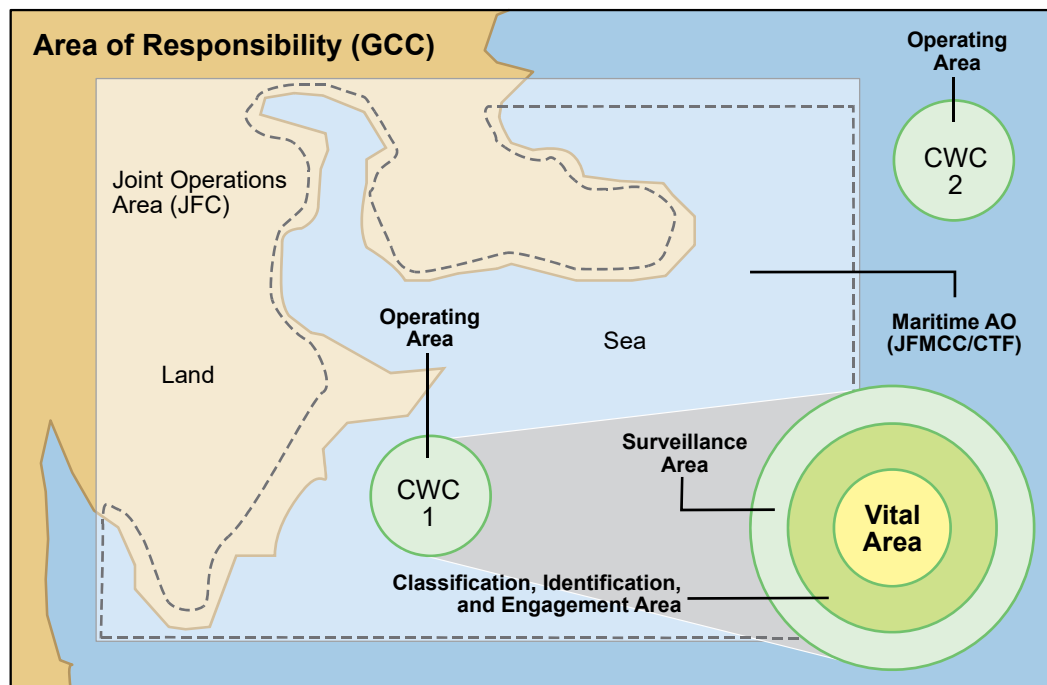 Area of Responsibility (GCC)
Operating
Area
CWC
2
Joint Operations
Area (JFC)
Operating
Area
Sea
Maritime AO
(JFMCC/CTF)
Land
Surveillance
Area
CWC
1
Vital
Area
Classification, Identification,
and Engagement Area